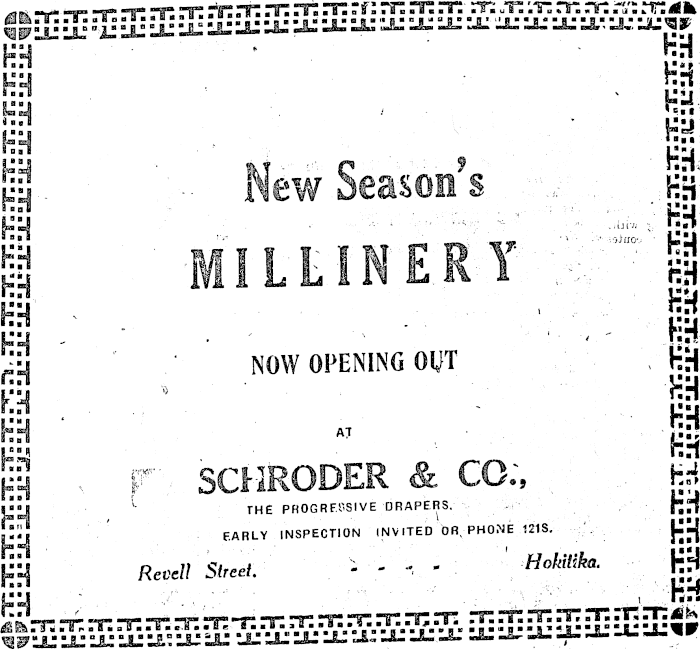 New Season's
MILLINERY
NOW OPENING OUT
AT
SCHRODER & CO.,
THE PROGRESSIVE DRAPERS.
EARLY INSPECTION INVITED OR PHONE 121S.
Revell Street. - - - - Hokitika.